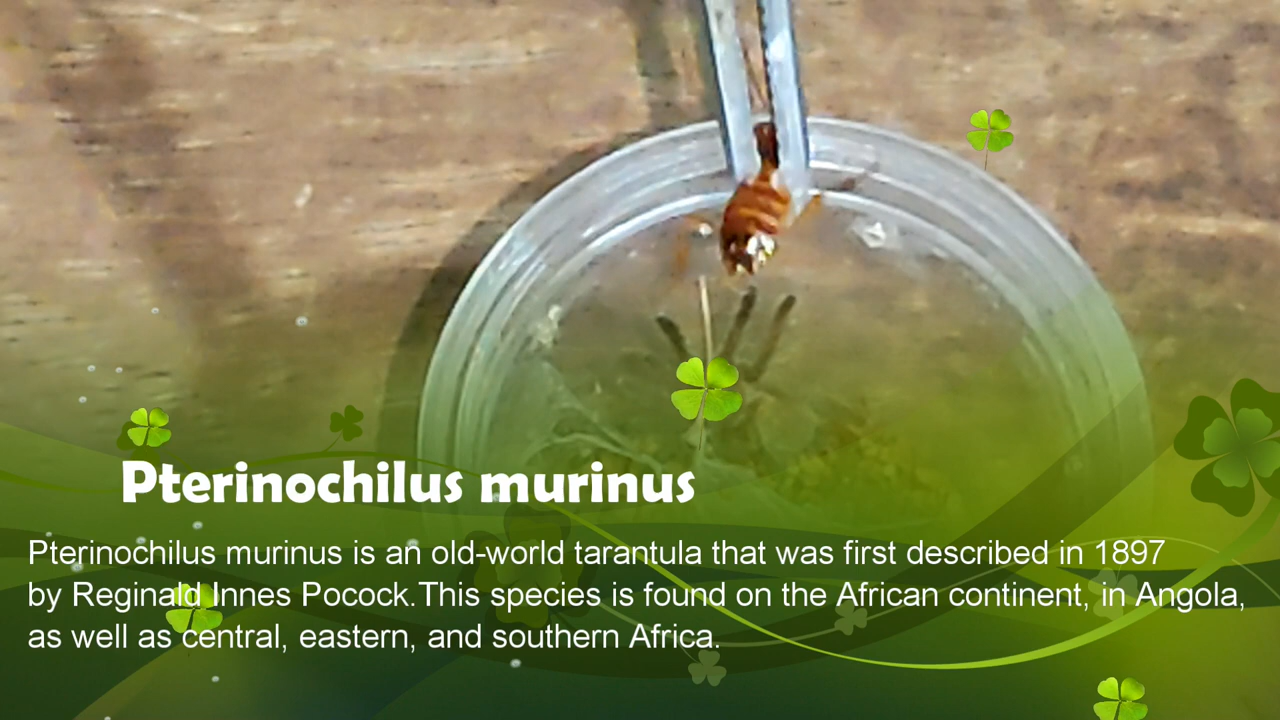 Pterinochilus murinus
Pterinochilus murinus is an old-world tarantula that was first described in 1897
by Reginald Innes Pocock.This species is found on the African continent, in Angola,
as well as central, eastern, and southern Africa.